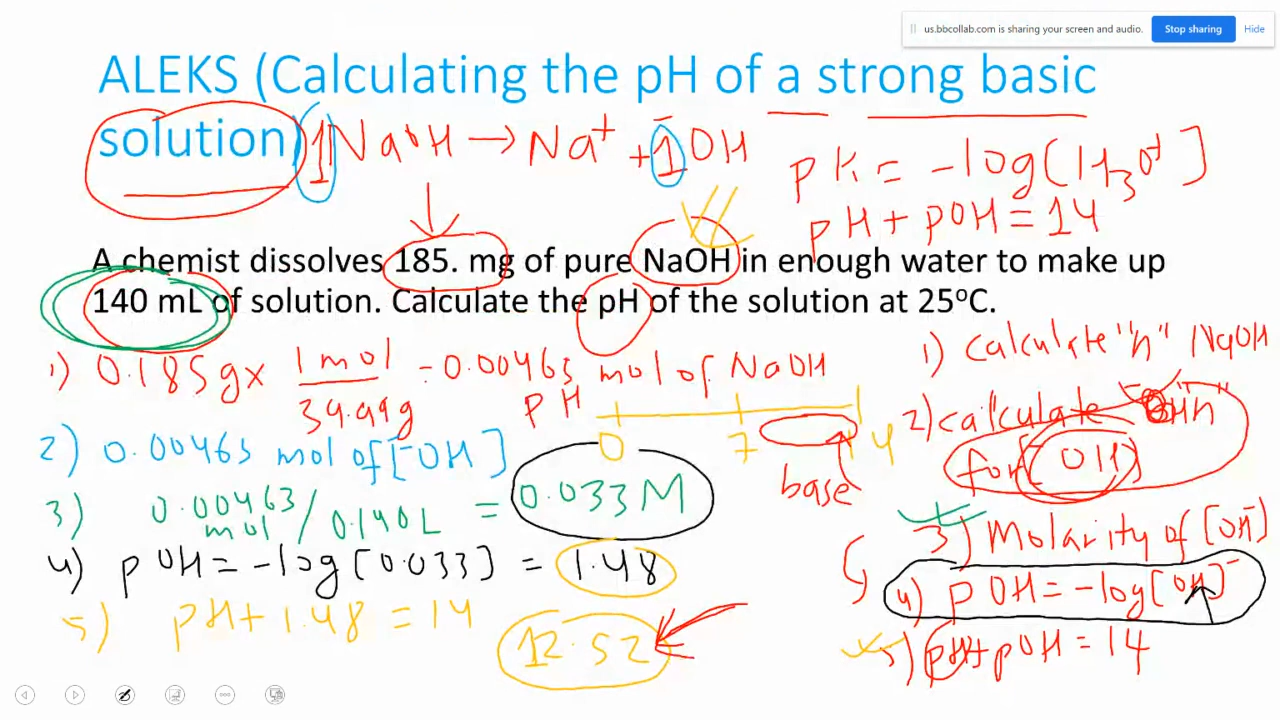 us.bbcollab.com is sharing your screen and audio. Stop sharing Hide
ALEKS (Calculating the pH of a strong basic
solution)
1 NaOH → Na+ + 1 OH-
pH = -log(H3O+]
pH + pOH = 14
A chemist dissolves 185. mg of pure NaOH in enough water to make up
140 mL of solution. Calculate the pH of the solution at 25°C.
1) 0.185g x 1 mol / 39.99g = 0.00463 mol of NaOH
pH
0 7 14
base
2) 0.00463 mol of [-OH]
3) 0.00463 mol / 0.140L = 0.033M
4) pOH = -log[0.033] = 1.48
5) pH + 1.48 = 14
12.52
1) calculate "n" NaOH
2) calculate "n"
for [OH]
3) Molarity of [OH-]
4) pOH = -log[OH]-
5) pH + pOH = 14